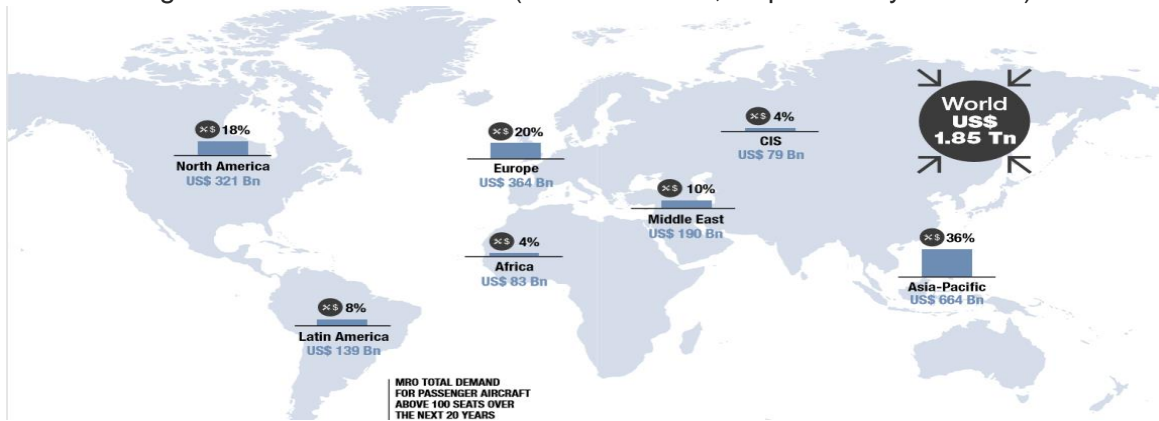 18%
North America
US$ 321 Bn
20%
Europe
US$ 364 Bn
4%
CIS
US$ 79 Bn
World
US$
1.85 Tn
10%
Middle East
US$ 190 Bn
4%
Africa
US$ 83 Bn
36%
Asia-Pacific
US$ 664 Bn
8%
Latin America
US$ 139 Bn
MRO TOTAL DEMAND
FOR PASSENGER AIRCRAFT
ABOVE 100 SEATS OVER
THE NEXT 20 YEARS